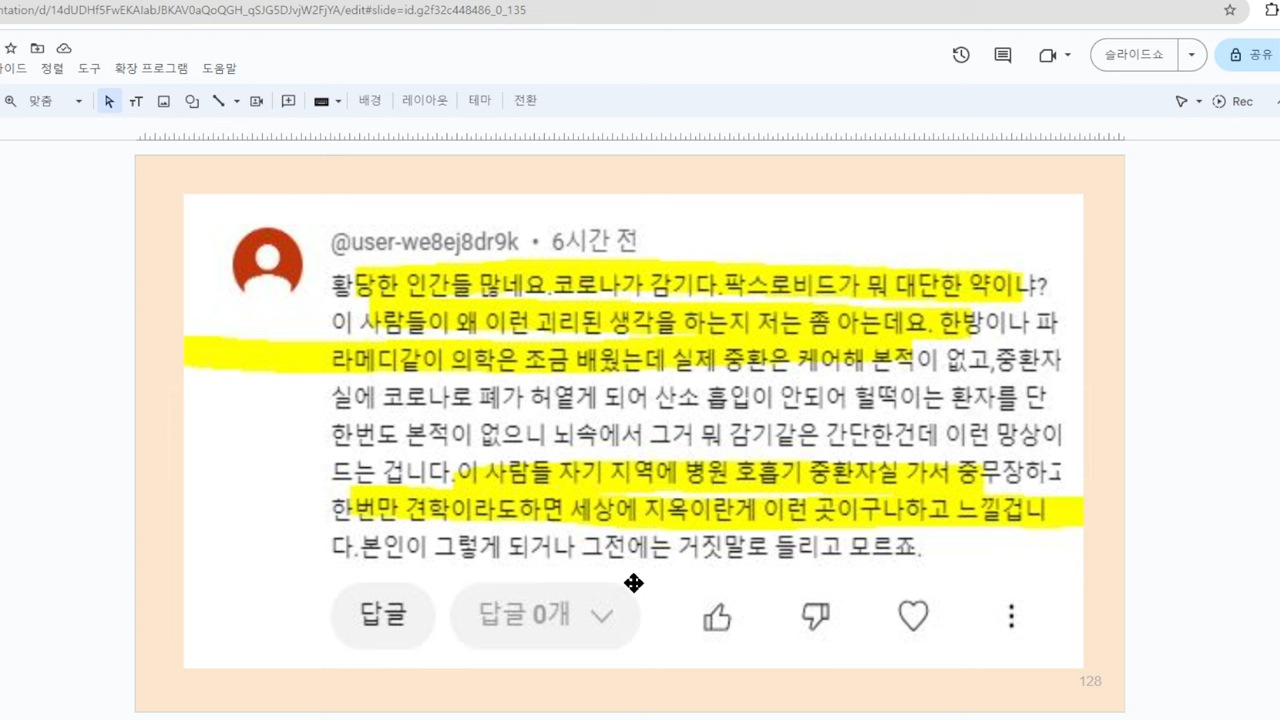 ntation/d/14dUDHf5FwEKAIabJBKAV0aQoQGH_qSJG5DJvjW2FjYA/edit#slide=id.g2f32c448486_0_135
라이드 정렬 도구 확장 프로그램 도움말
슬라이드쇼 공유
맞춤 배경 레이아웃 테마 전환 Rec
@user-we8ej8dr9k • 6시간 전
황당한 인간들 많네요.코로나가 감기다.팍스로비드가 뭐 대단한 약이냐?
이 사람들이 왜 이런 괴리된 생각을 하는지 저는 좀 아는데요. 한방이나 파
라메디같이 의학은 조금 배웠는데 실제 중환은 케어해 본적이 없고,중환자
실에 코로나로 폐가 허옇게 되어 산소 흡입이 안되어 헐떡이는 환자를 단
한번도 본적이 없으니 뇌속에서 그거 뭐 감기같은 간단한건데 이런 망상이
드는 겁니다.이 사람들 자기 지역에 병원 호흡기 중환자실 가서 중무장하고
한번만 견학이라도하면 세상에 지옥이란게 이런 곳이구나하고 느낄겁니
다.본인이 그렇게 되거나 그전에는 거짓말로 들리고 모르죠.
답글 답글 0개
128